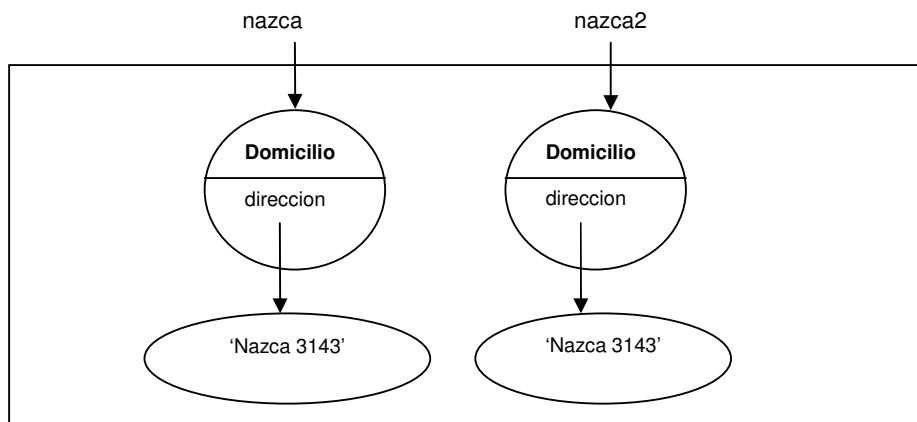 nazca nazca2
Domicilio Domicilio
direccion direccion
‘Nazca 3143’ ‘Nazca 3143’